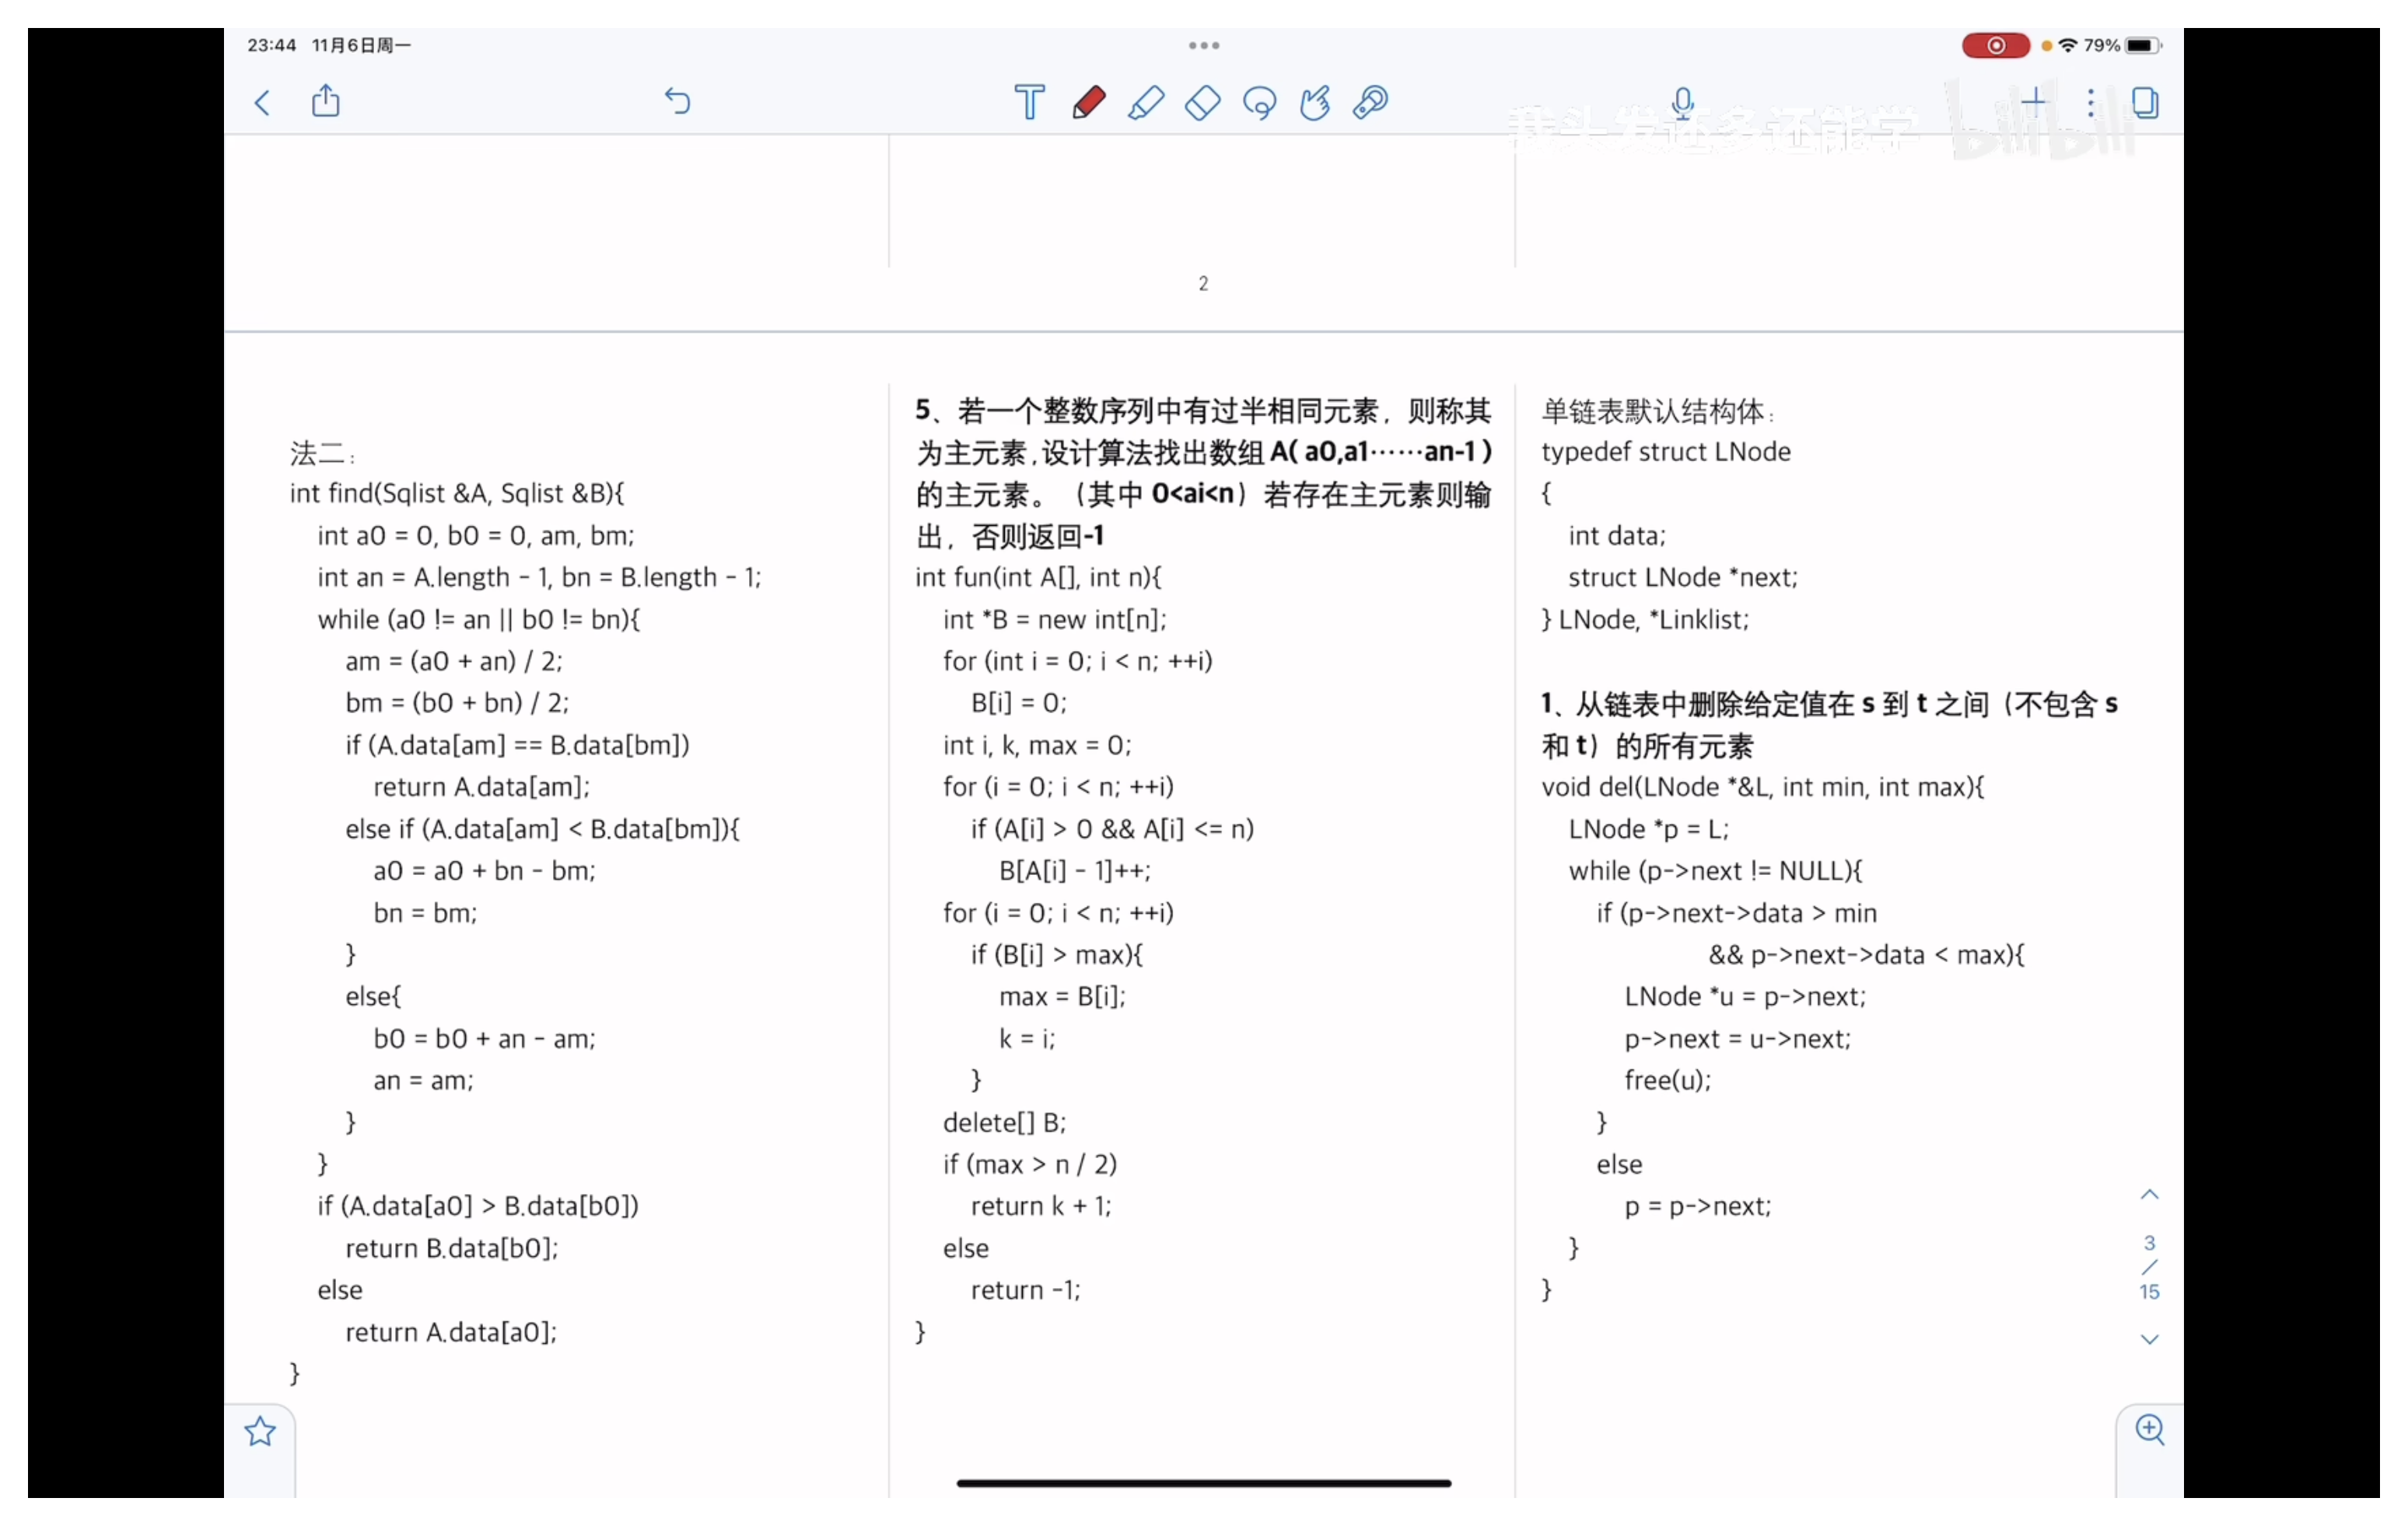 23:44 11月6日周一
79%
我头发还多还能学 bilibili
2
法二：
int find(Sqlist &A, Sqlist &B){
int a0 = 0, b0 = 0, am, bm;
int an = A.length - 1, bn = B.length - 1;
while (a0 != an || b0 != bn){
am = (a0 + an) / 2;
bm = (b0 + bn) / 2;
if (A.data[am] == B.data[bm])
return A.data[am];
else if (A.data[am] < B.data[bm]){
a0 = a0 + bn - bm;
bn = bm;
}
else{
b0 = b0 + an - am;
an = am;
}
}
if (A.data[a0] > B.data[b0])
return B.data[b0];
else
return A.data[a0];
}
5、若一个整数序列中有过半相同元素，则称其
为主元素，设计算法找出数组 A( a0,a1······an-1 )
的主元素。（其中 0<ai<n）若存在主元素则输
出，否则返回-1
int fun(int A[], int n){
int *B = new int[n];
for (int i = 0; i < n; ++i)
B[i] = 0;
int i, k, max = 0;
for (i = 0; i < n; ++i)
if (A[i] > 0 && A[i] <= n)
B[A[i] - 1]++;
for (i = 0; i < n; ++i)
if (B[i] > max){
max = B[i];
k = i;
}
delete[] B;
if (max > n / 2)
return k + 1;
else
return -1;
}
单链表默认结构体：
typedef struct LNode
{
int data;
struct LNode *next;
} LNode, *Linklist;
1、从链表中删除给定值在 s 到 t 之间（不包含 s
和 t）的所有元素
void del(LNode *&L, int min, int max){
LNode *p = L;
while (p->next != NULL){
if (p->next->data > min
&& p->next->data < max){
LNode *u = p->next;
p->next = u->next;
free(u);
}
else
p = p->next;
}
}
3
/
15